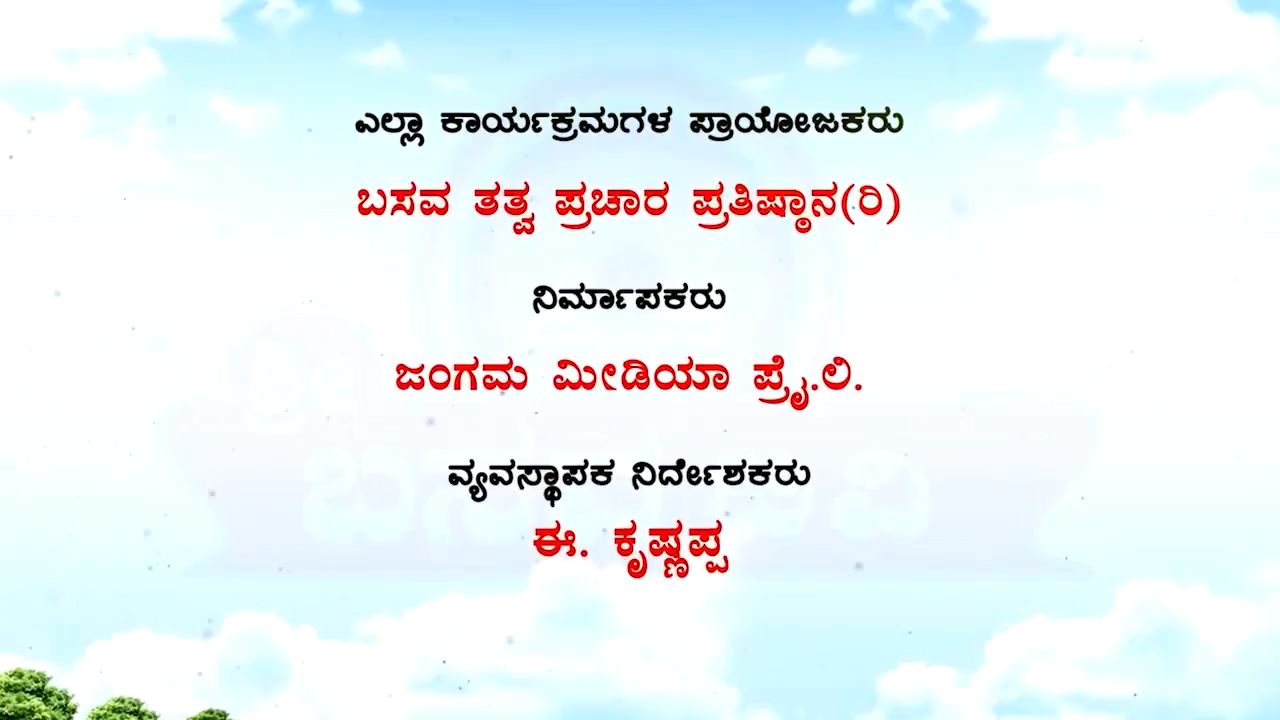 ಎಲ್ಲಾ ಕಾರ್ಯಕ್ರಮಗಳ ಪ್ರಾಯೋಜಕರು
ಬಸವ ತತ್ವ ಪ್ರಚಾರ ಪ್ರತಿಷ್ಠಾನ(ರಿ)
ನಿರ್ಮಾಪಕರು
ಜಂಗಮ ಮೀಡಿಯಾ ಪ್ರೈ.ಲಿ.
ವ್ಯವಸ್ಥಾಪಕ ನಿರ್ದೇಶಕರು
ಈ. ಕೃಷ್ಣಪ್ಪ